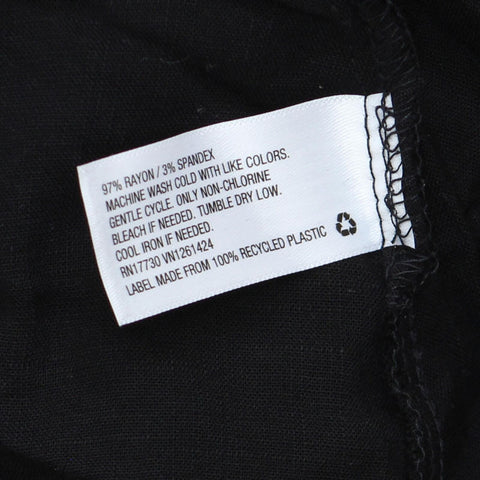 97% RAYON / 3% SPANDEX
MACHINE WASH COLD WITH LIKE COLORS.
GENTLE CYCLE. ONLY NON-CHLORINE
BLEACH IF NEEDED. TUMBLE DRY LOW.
COOL IRON IF NEEDED.
RN17730 VN1261424
LABEL MADE FROM 100% RECYCLED PLASTIC